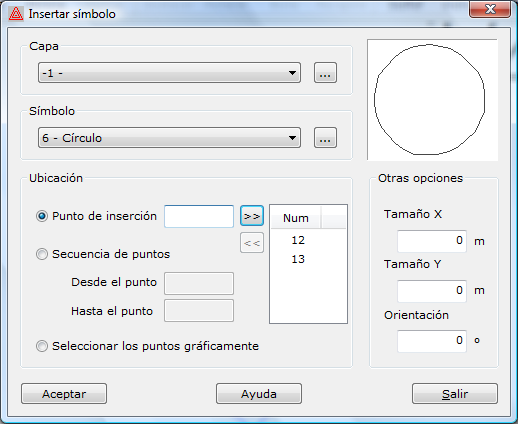 Insertar símbolo
Capa
-1 -
...
Símbolo
6 - Círculo
...
Ubicación
Punto de inserción
>>
<<
Num
12
13
Secuencia de puntos
Desde el punto
Hasta el punto
Seleccionar los puntos gráficamente
Otras opciones
Tamaño X
0 m
Tamaño Y
0 m
Orientación
0 º
Aceptar
Ayuda
Salir